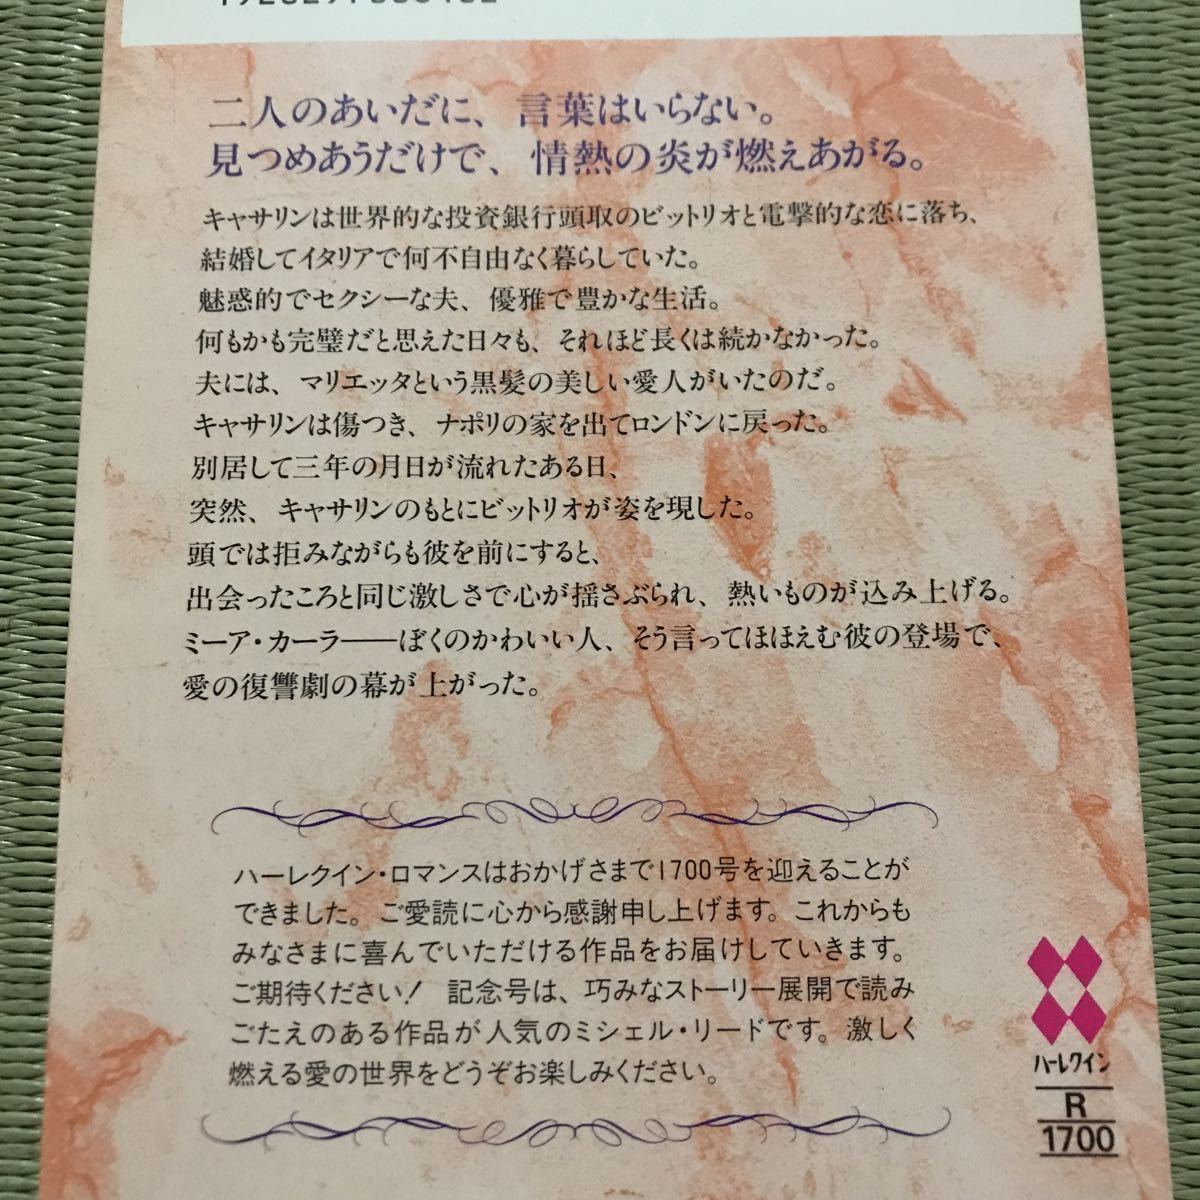 二人のあいだに、言葉はいらない。
見つめあうだけで、情熱の炎が燃えあがる。
キャサリンは世界的な投資銀行頭取のビットリオと電撃的な恋に落ち、
結婚してイタリアで何不自由なく暮らしていた。
魅惑的でセクシーな夫、優雅で豊かな生活。
何もかも完璧だと思えた日々も、それほど長くは続かなかった。
夫には、マリエッタという黒髪の美しい愛人がいたのだ。
キャサリンは傷つき、ナポリの家を出てロンドンに戻った。
別居して三年の月日が流れたある日、
突然、キャサリンのもとにビットリオが姿を現した。
頭では拒みながらも彼を前にすると、
出会ったころと同じ激しさで心が揺さぶられ、熱いものが込み上げる。
ミーア・カーラ――ぼくのかわいい人、そう言ってほほえむ彼の登場で、
愛の復讐劇の幕が上がった。
ハーレクイン・ロマンスはおかげさまで1700号を迎えることが
できました。ご愛読に心から感謝申し上げます。これからも
みなさまに喜んでいただける作品をお届けしていきます。
ご期待ください! 記念号は、巧みなストーリー展開で読み
ごたえのある作品が人気のミシェル・リードです。激しく
燃える愛の世界をどうぞお楽しみください。
ハーレクイン
R
1700